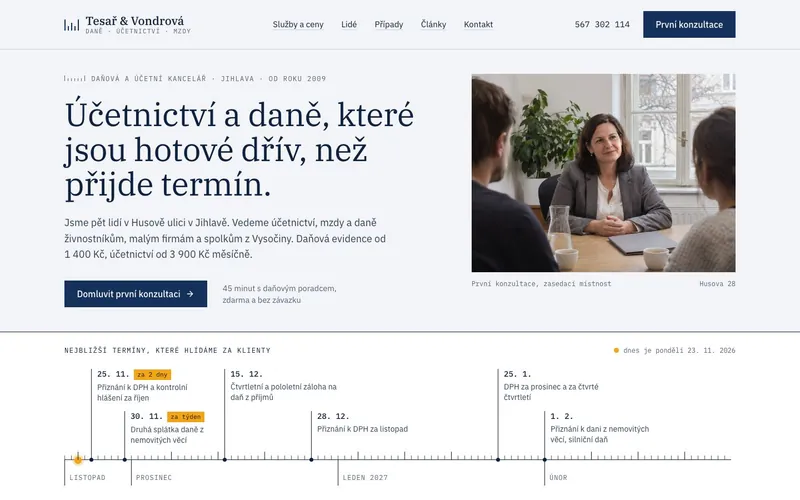 Tesař & Vondrová
DANĚ · ÚČETNICTVÍ · MZDY
Služby a ceny
Lidé
Případy
Články
Kontakt
567 302 114
První konzultace
DAŇOVÁ A ÚČETNÍ KANCELÁŘ · JIHLAVA · OD ROKU 2009
Účetnictví a daně, které
jsou hotové dřív, než
přijde termín.
Jsme pět lidí v Husově ulici v Jihlavě. Vedeme účetnictví, mzdy a daně
živnostníkům, malým firmám a spolkům z Vysočiny. Daňová evidence od
1 400 Kč, účetnictví od 3 900 Kč měsíčně.
Domluvit první konzultaci →
45 minut s daňovým poradcem,
zdarma a bez závazku
První konzultace, zasedací místnost
Husova 28
NEJBLIŽŠÍ TERMÍNY, KTERÉ HLÍDÁME ZA KLIENTY
dnes je pondělí 23. 11. 2026
25. 11. za 2 dny
Přiznání k DPH a kontrolní
hlášení za říjen
30. 11. za týden
Druhá splátka daně z
nemovitých věcí
15. 12.
Čtvrtletní a pololetní záloha na
daň z příjmů
28. 12.
Přiznání k DPH za listopad
25. 1.
DPH za prosinec a za čtvrté
čtvrtletí
1. 2.
Přiznání k dani z nemovitých
věcí, silniční daň
LISTOPAD
PROSINEC
LEDEN 2027
ÚNOR